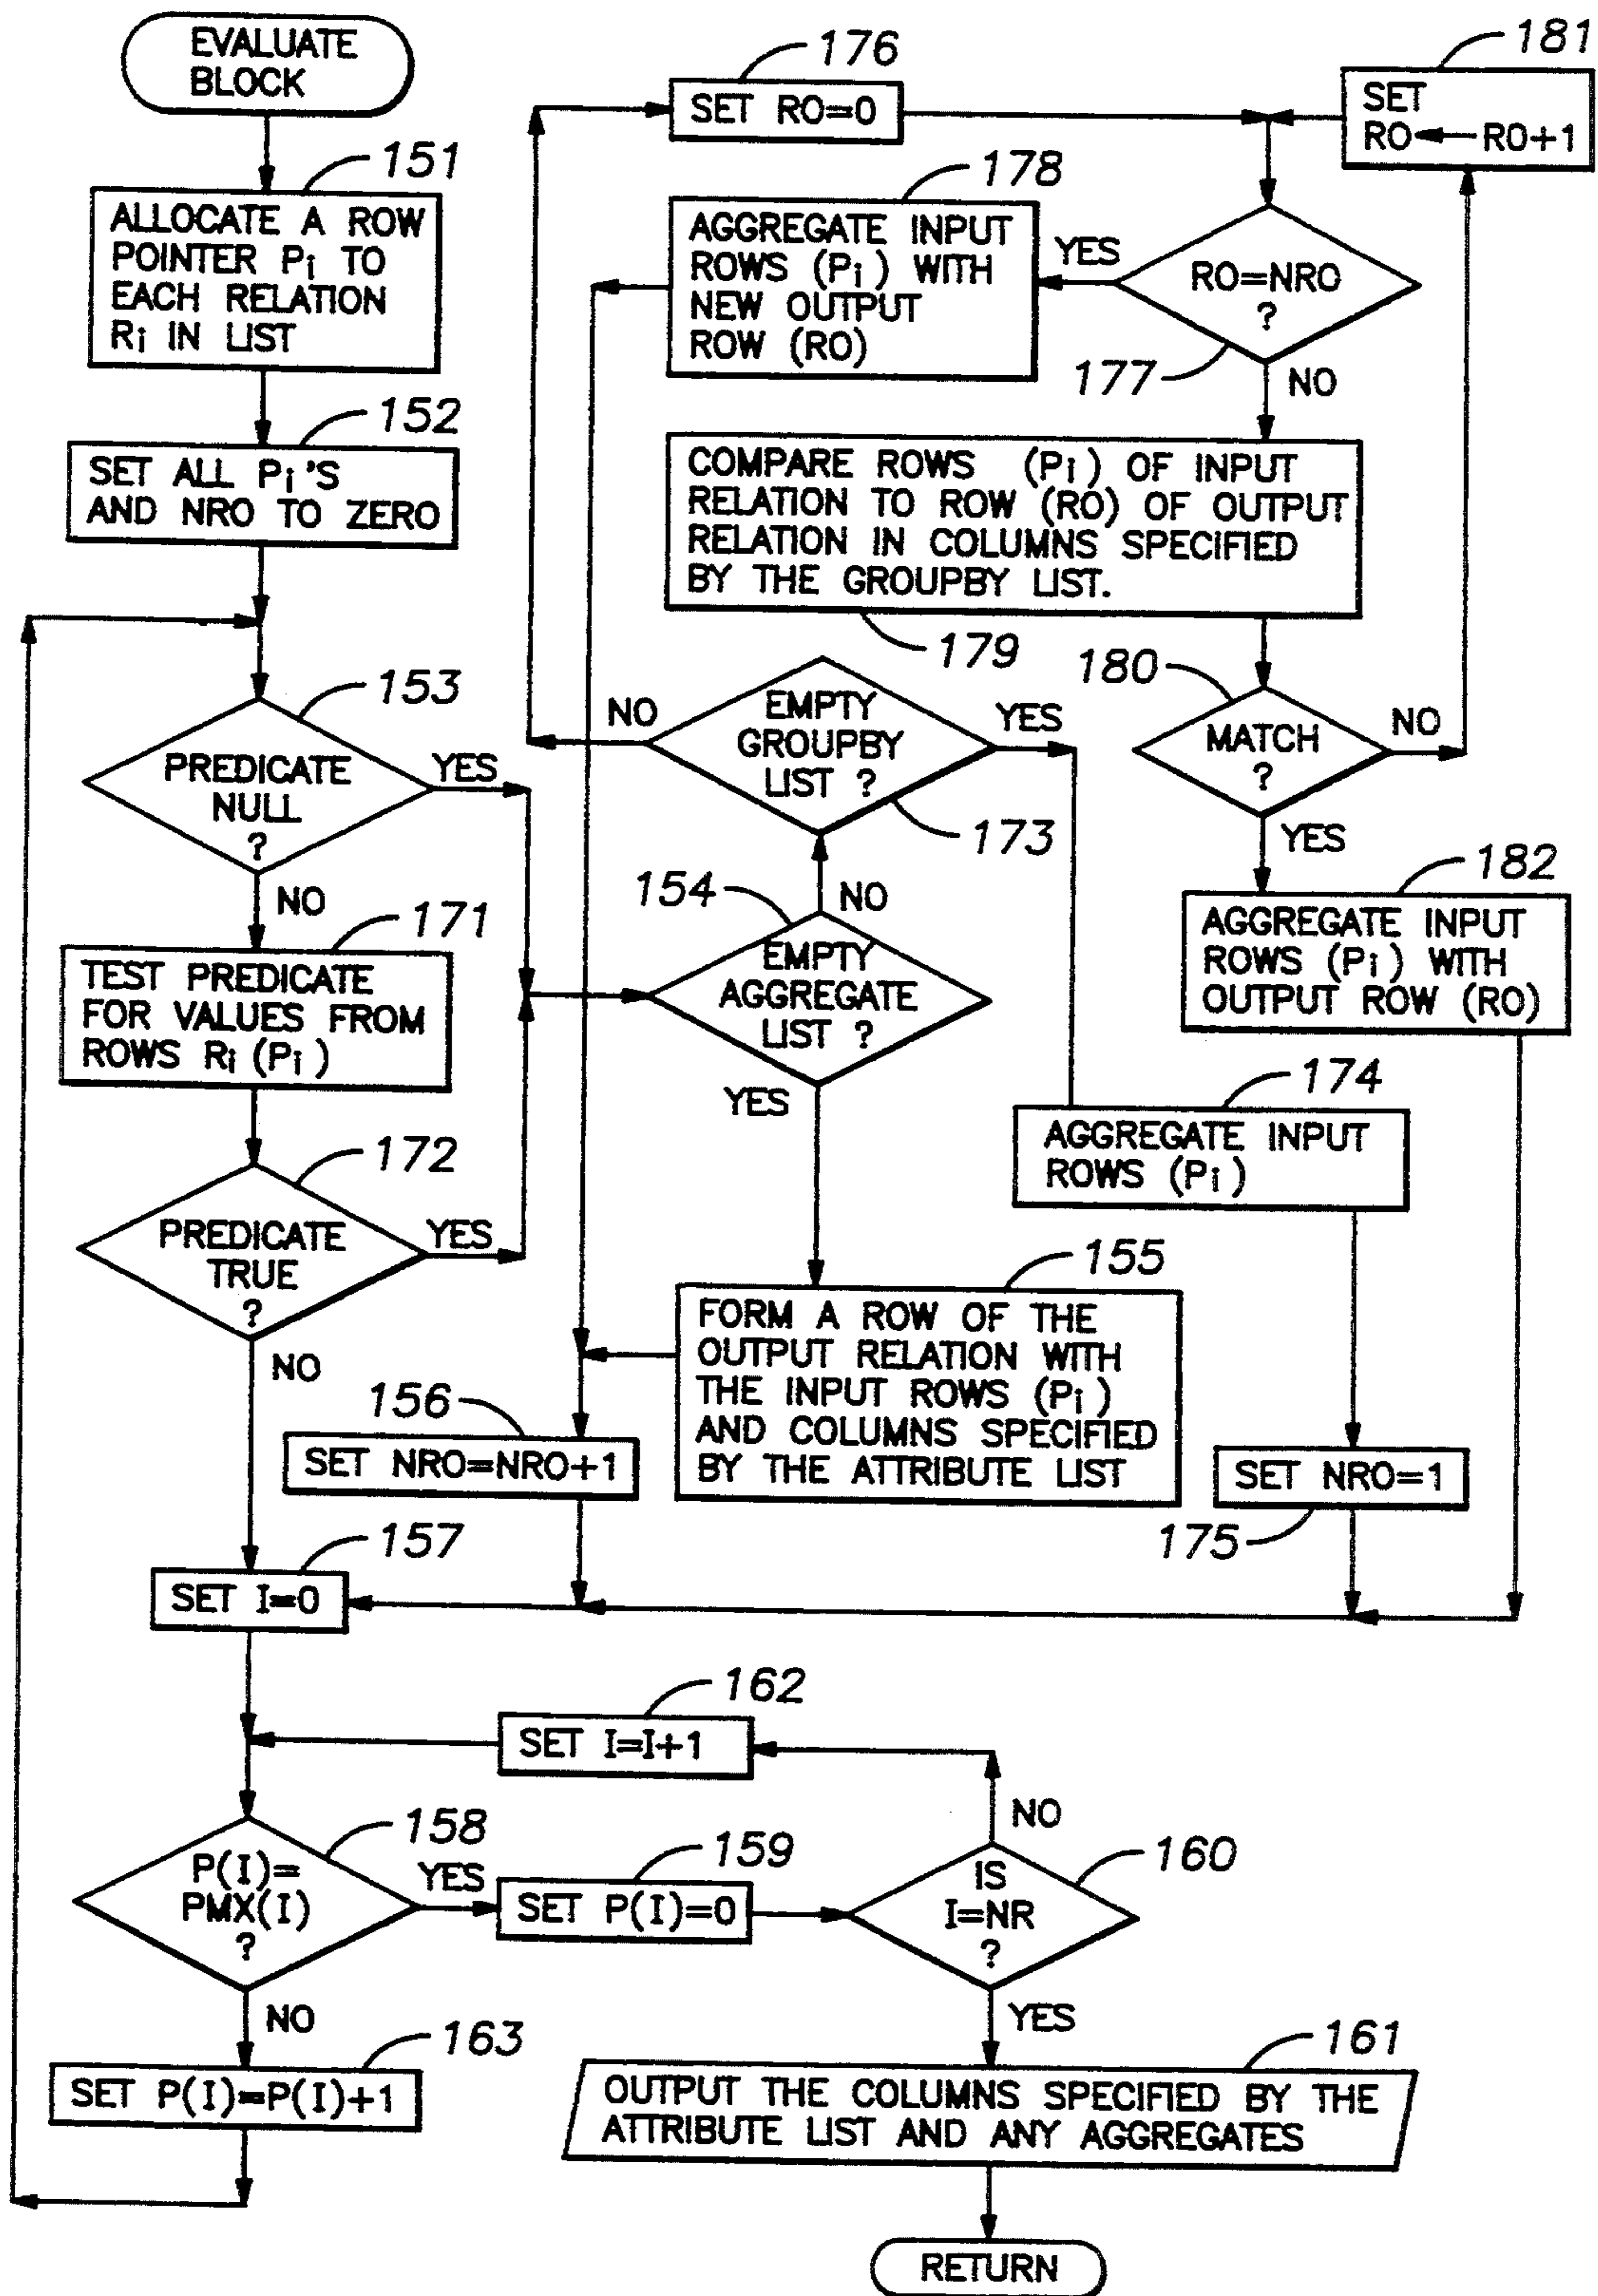 EVALUATE
BLOCK
151
ALLOCATE A ROW
POINTER Pi TO
EACH RELATION
Ri IN LIST
152
SET ALL Pi'S
AND NRO TO ZERO
153
PREDICATE
NULL
?
YES
NO
171
TEST PREDICATE
FOR VALUES FROM
ROWS Ri (Pi)
172
PREDICATE
TRUE
?
YES
NO
176
SET RO=0
181
SET
RO ← RO+1
178
AGGREGATE INPUT
ROWS (Pi) WITH
NEW OUTPUT
ROW (RO)
YES
RO=NRO
?
177
NO
COMPARE ROWS (Pi) OF INPUT
RELATION TO ROW (RO) OF OUTPUT
RELATION IN COLUMNS SPECIFIED
BY THE GROUPBY LIST.
179
180
MATCH
?
NO
YES
NO
EMPTY
GROUPBY
LIST ?
YES
173
154
NO
EMPTY
AGGREGATE
LIST ?
YES
182
AGGREGATE INPUT
ROWS (Pi) WITH
OUTPUT ROW (RO)
174
AGGREGATE INPUT
ROWS (Pi)
155
FORM A ROW OF THE
OUTPUT RELATION WITH
THE INPUT ROWS (Pi)
AND COLUMNS SPECIFIED
BY THE ATTRIBUTE LIST
156
SET NRO=NRO+1
SET NRO=1
175
157
SET I=0
162
SET I=I+1
158
P(I)=
PMX(I)
?
YES
159
SET P(I)=0
NO
160
IS
I=NR
?
NO
163
SET P(I)=P(I)+1
YES
161
OUTPUT THE COLUMNS SPECIFIED BY THE
ATTRIBUTE LIST AND ANY AGGREGATES
RETURN